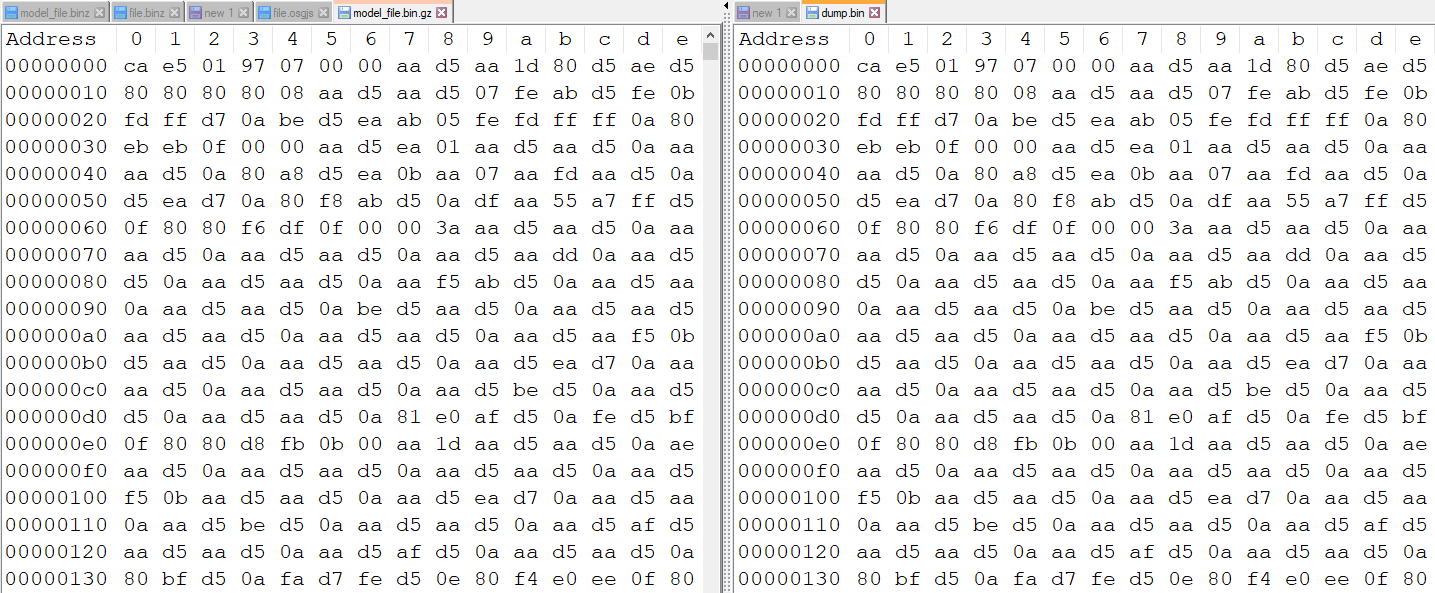 model_file.binz file.binz new 1 file.osgjs model_file.bin.gz
Address 0 1 2 3 4 5 6 7 8 9 a b c d e
00000000 ca e5 01 97 07 00 00 aa d5 aa 1d 80 d5 ae d5
00000010 80 80 80 80 08 aa d5 aa d5 07 fe ab d5 fe 0b
00000020 fd ff d7 0a be d5 ea ab 05 fe fd ff ff 0a 80
00000030 eb eb 0f 00 00 aa d5 ea 01 aa d5 aa d5 0a aa
00000040 aa d5 0a 80 a8 d5 ea 0b aa 07 aa fd aa d5 0a
00000050 d5 ea d7 0a 80 f8 ab d5 0a df aa 55 a7 ff d5
00000060 0f 80 80 f6 df 0f 00 00 3a aa d5 aa d5 0a aa
00000070 aa d5 0a aa d5 aa d5 0a aa d5 aa dd 0a aa d5
00000080 d5 0a aa d5 aa d5 0a aa f5 ab d5 0a aa d5 aa
00000090 0a aa d5 aa d5 0a be d5 aa d5 0a aa d5 aa d5
000000a0 aa d5 aa d5 0a aa d5 aa d5 0a aa d5 aa f5 0b
000000b0 d5 aa d5 0a aa d5 aa d5 0a aa d5 ea d7 0a aa
000000c0 aa d5 0a aa d5 aa d5 0a aa d5 be d5 0a aa d5
000000d0 d5 0a aa d5 aa d5 0a 81 e0 af d5 0a fe d5 bf
000000e0 0f 80 80 d8 fb 0b 00 aa 1d aa d5 aa d5 0a ae
000000f0 aa d5 0a aa d5 aa d5 0a aa d5 aa d5 0a aa d5
00000100 f5 0b aa d5 aa d5 0a aa d5 ea d7 0a aa d5 aa
00000110 0a aa d5 be d5 0a aa d5 aa d5 0a aa d5 af d5
00000120 aa d5 aa d5 0a aa d5 af d5 0a aa d5 aa d5 0a
00000130 80 bf d5 0a fa d7 fe d5 0e 80 f4 e0 ee 0f 80
new 1 dump.bin
Address 0 1 2 3 4 5 6 7 8 9 a b c d e
00000000 ca e5 01 97 07 00 00 aa d5 aa 1d 80 d5 ae d5
00000010 80 80 80 80 08 aa d5 aa d5 07 fe ab d5 fe 0b
00000020 fd ff d7 0a be d5 ea ab 05 fe fd ff ff 0a 80
00000030 eb eb 0f 00 00 aa d5 ea 01 aa d5 aa d5 0a aa
00000040 aa d5 0a 80 a8 d5 ea 0b aa 07 aa fd aa d5 0a
00000050 d5 ea d7 0a 80 f8 ab d5 0a df aa 55 a7 ff d5
00000060 0f 80 80 f6 df 0f 00 00 3a aa d5 aa d5 0a aa
00000070 aa d5 0a aa d5 aa d5 0a aa d5 aa dd 0a aa d5
00000080 d5 0a aa d5 aa d5 0a aa f5 ab d5 0a aa d5 aa
00000090 0a aa d5 aa d5 0a be d5 aa d5 0a aa d5 aa d5
000000a0 aa d5 aa d5 0a aa d5 aa d5 0a aa d5 aa f5 0b
000000b0 d5 aa d5 0a aa d5 aa d5 0a aa d5 ea d7 0a aa
000000c0 aa d5 0a aa d5 aa d5 0a aa d5 be d5 0a aa d5
000000d0 d5 0a aa d5 aa d5 0a 81 e0 af d5 0a fe d5 bf
000000e0 0f 80 80 d8 fb 0b 00 aa 1d aa d5 aa d5 0a ae
000000f0 aa d5 0a aa d5 aa d5 0a aa d5 aa d5 0a aa d5
00000100 f5 0b aa d5 aa d5 0a aa d5 ea d7 0a aa d5 aa
00000110 0a aa d5 be d5 0a aa d5 aa d5 0a aa d5 af d5
00000120 aa d5 aa d5 0a aa d5 af d5 0a aa d5 aa d5 0a
00000130 80 bf d5 0a fa d7 fe d5 0e 80 f4 e0 ee 0f 80